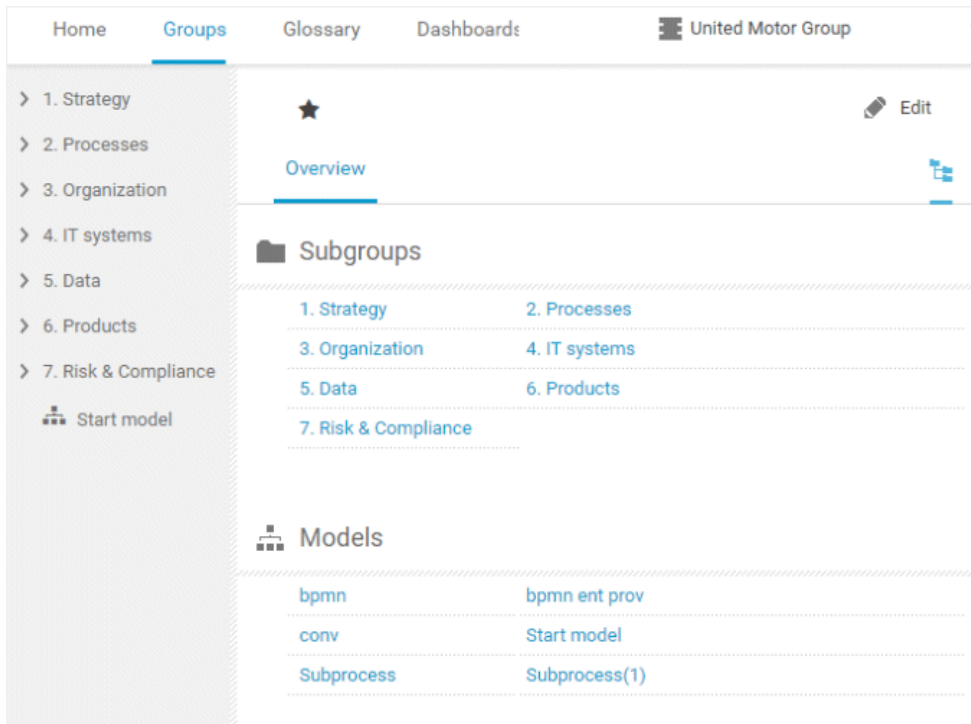 Home Groups Glossary Dashboards United Motor Group
1. Strategy
2. Processes
3. Organization
4. IT systems
5. Data
6. Products
7. Risk & Compliance
Start model
Edit
Overview
Subgroups
1. Strategy 2. Processes
3. Organization 4. IT systems
5. Data 6. Products
7. Risk & Compliance
Models
bpmn bpmn ent prov
conv Start model
Subprocess Subprocess(1)